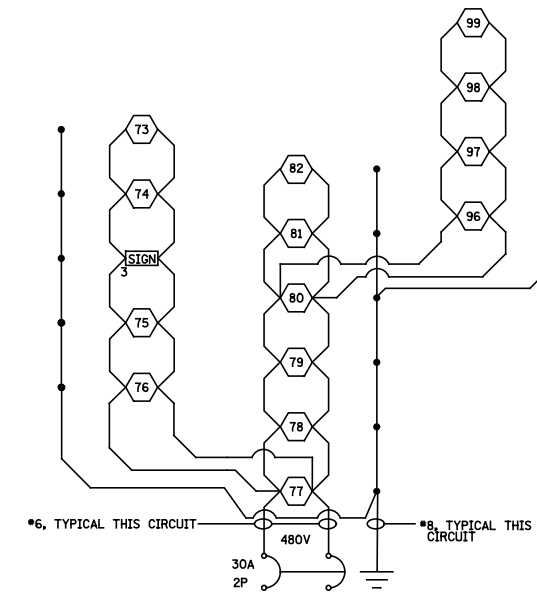 99
98
73
97
82
74
96
81
SIGN
3
80
75
79
76
78
77
*6, TYPICAL THIS CIRCUIT
*8, TYPICAL THIS
CIRCUIT
480V
30A
2P